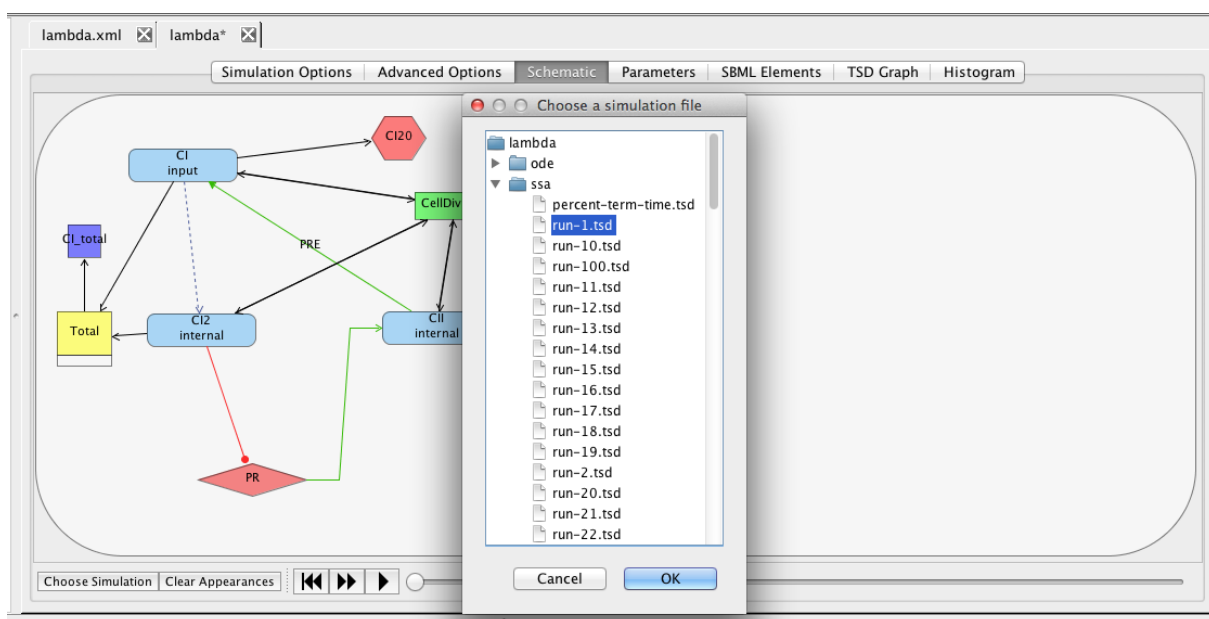 lambda.xml
lambda*
Simulation Options
Advanced Options
Schematic
Parameters
SBML Elements
TSD Graph
Histogram
CI
input
CI20
CI_total
PRE
CellDiv
Total
CI2
internal
CII
internal
PR
Choose a simulation file
lambda
ode
ssa
percent-term-time.tsd
run-1.tsd
run-10.tsd
run-100.tsd
run-11.tsd
run-12.tsd
run-13.tsd
run-14.tsd
run-15.tsd
run-16.tsd
run-17.tsd
run-18.tsd
run-19.tsd
run-2.tsd
run-20.tsd
run-21.tsd
run-22.tsd
Cancel
OK
Choose Simulation
Clear Appearances